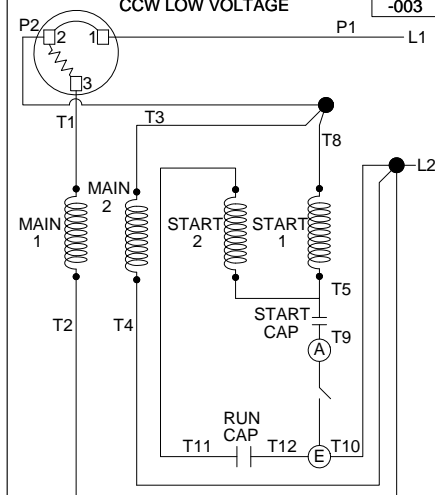 CCW LOW VOLTAGE
-003
P2
2
1
P1
L1
3
T1
T3
T8
L2
MAIN
1
MAIN
2
START
2
START
1
T5
T2
T4
START
CAP
T9
A
RUN
CAP
T11
T12
E
T10